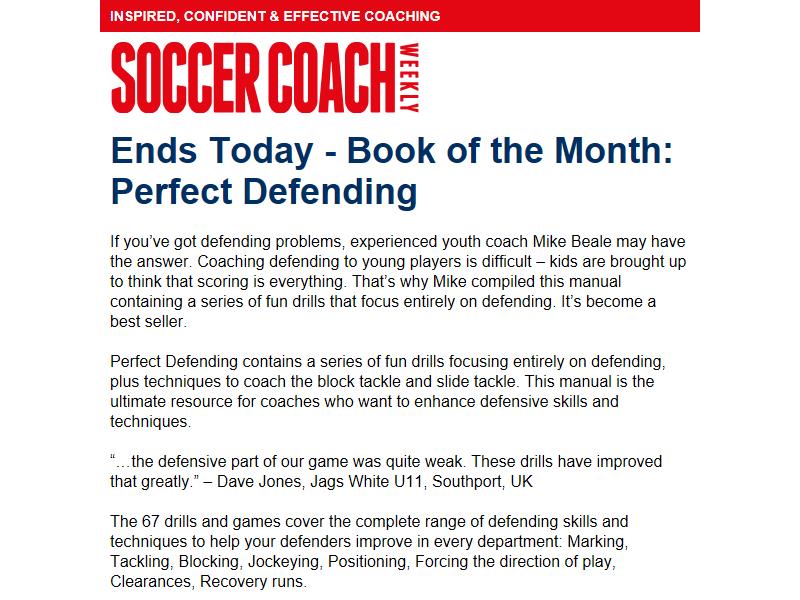 INSPIRED, CONFIDENT & EFFECTIVE COACHING
SOCCER COACH WEEKLY
Ends Today - Book of the Month:
Perfect Defending
If you’ve got defending problems, experienced youth coach Mike Beale may have
the answer. Coaching defending to young players is difficult – kids are brought up
to think that scoring is everything. That’s why Mike compiled this manual
containing a series of fun drills that focus entirely on defending. It’s become a
best seller.
Perfect Defending contains a series of fun drills focusing entirely on defending,
plus techniques to coach the block tackle and slide tackle. This manual is the
ultimate resource for coaches who want to enhance defensive skills and
techniques.
“…the defensive part of our game was quite weak. These drills have improved
that greatly.” – Dave Jones, Jags White U11, Southport, UK
The 67 drills and games cover the complete range of defending skills and
techniques to help your defenders improve in every department: Marking,
Tackling, Blocking, Jockeying, Positioning, Forcing the direction of play,
Clearances, Recovery runs.